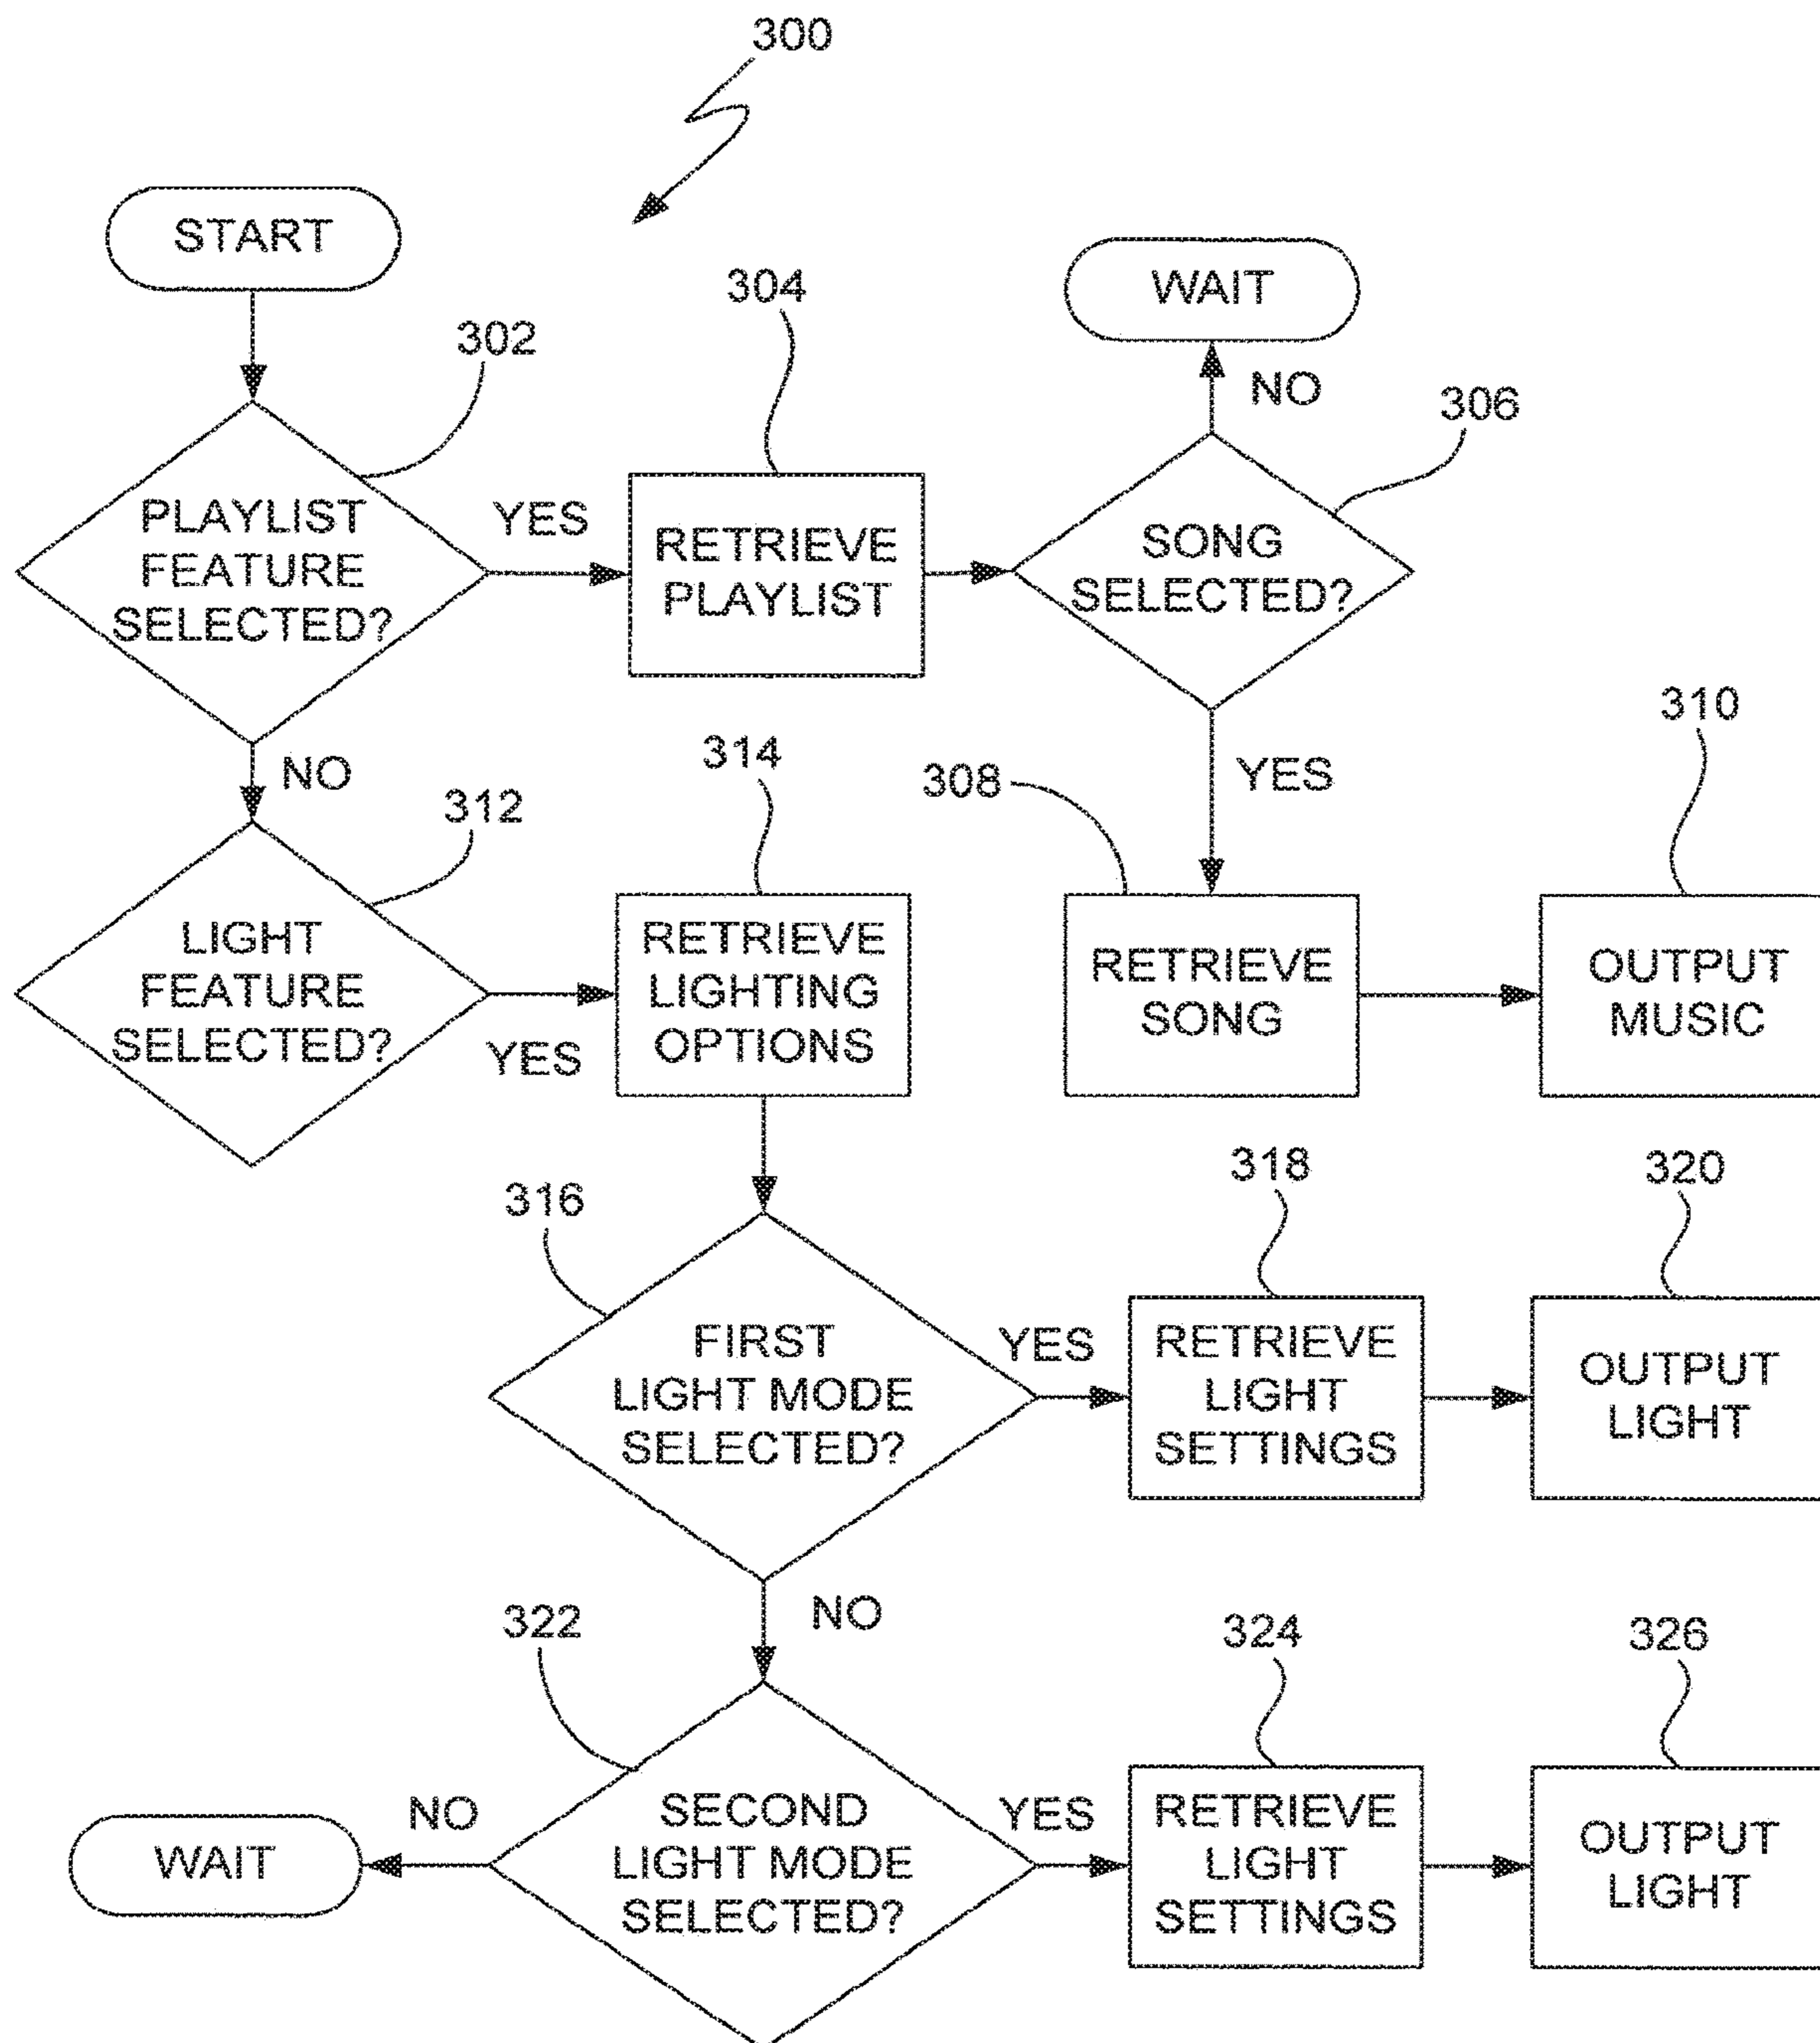 300
START
302
304
WAIT
NO
306
PLAYLIST
FEATURE
SELECTED?
YES
RETRIEVE
PLAYLIST
SONG
SELECTED?
NO
312
314
308
YES
310
LIGHT
FEATURE
SELECTED?
YES
RETRIEVE
LIGHTING
OPTIONS
RETRIEVE
SONG
OUTPUT
MUSIC
316
318
320
FIRST
LIGHT MODE
SELECTED?
YES
RETRIEVE
LIGHT
SETTINGS
OUTPUT
LIGHT
NO
322
324
326
WAIT
NO
SECOND
LIGHT MODE
SELECTED?
YES
RETRIEVE
LIGHT
SETTINGS
OUTPUT
LIGHT